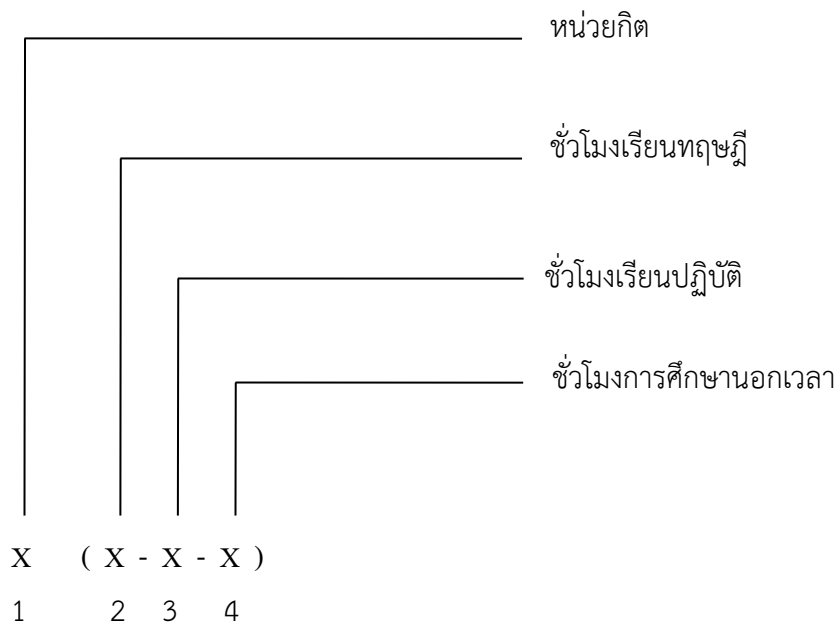 หน่วยกิต
ชั่วโมงเรียนทฤษฎี
ชั่วโมงเรียนปฏิบัติ
ชั่วโมงการศึกษานอกเวลา
X ( X - X - X )
1 2 3 4